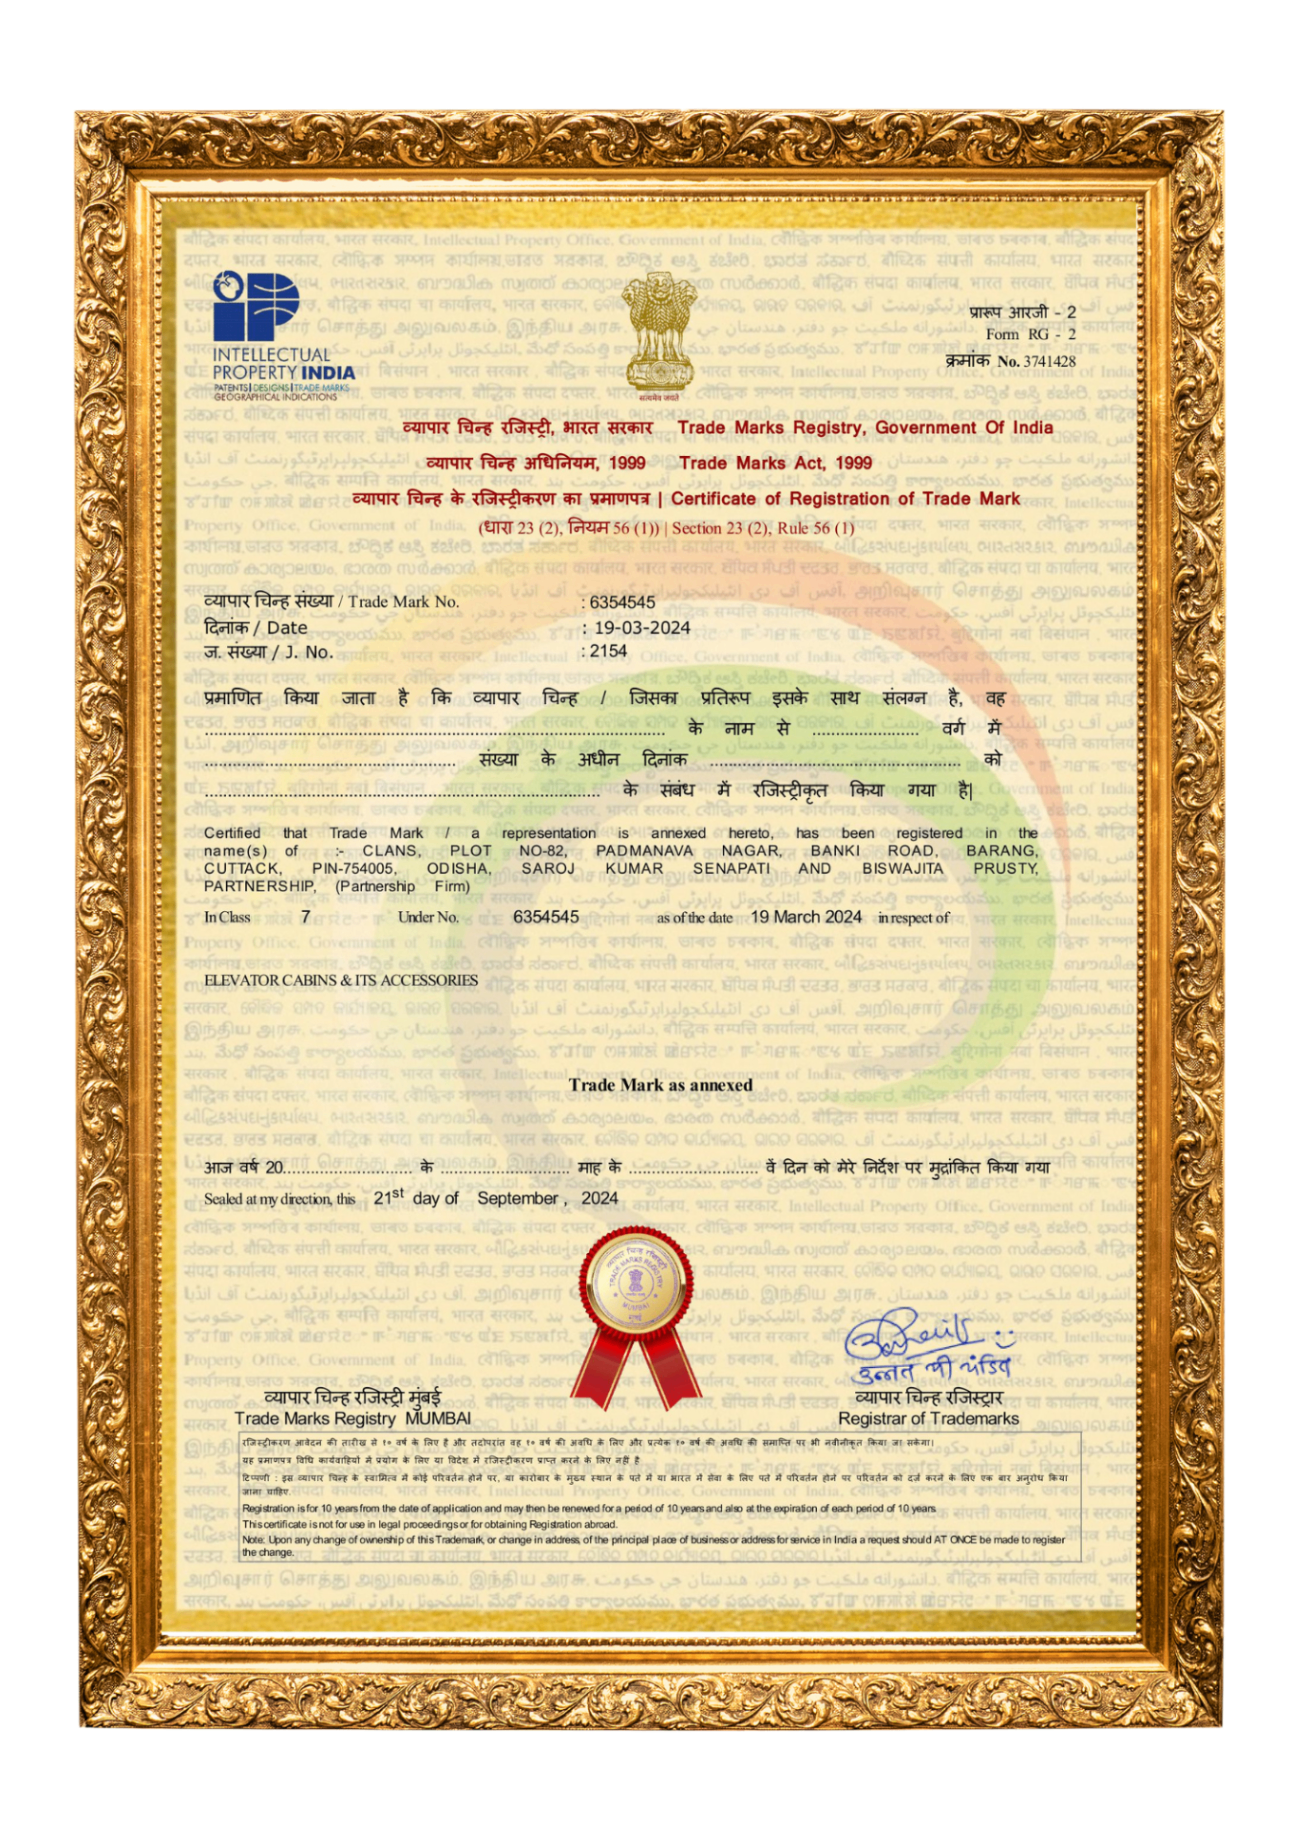 INTELLECTUAL
PROPERTY INDIA
PATENTS | DESIGNS | TRADE MARKS
GEOGRAPHICAL INDICATIONS
सत्यमेव जयते
प्रारूप आरजी - 2
Form RG - 2
क्रमांक No. 3741428
व्यापार चिन्ह रजिस्ट्री, भारत सरकार Trade Marks Registry, Government Of India
व्यापार चिन्ह अधिनियम, 1999 Trade Marks Act, 1999
व्यापार चिन्ह के रजिस्ट्रीकरण का प्रमाणपत्र | Certificate of Registration of Trade Mark
(धारा 23 (2), नियम 56 (1)) | Section 23 (2), Rule 56 (1)
व्यापार चिन्ह संख्या / Trade Mark No. : 6354545
दिनांक / Date : 19-03-2024
ज. संख्या / J. No. : 2154
प्रमाणित किया जाता है कि व्यापार चिन्ह / जिसका प्रतिरूप इसके साथ संलग्न है, वह
.................... के नाम से .................... वर्ग में
.................... संख्या के अधीन दिनांक .................... को
.................... के संबंध में रजिस्ट्रीकृत किया गया है|
Certified that Trade Mark / a representation is annexed hereto, has been registered in the
name(s) of :- CLANS, PLOT NO-82, PADMANAVA NAGAR, BANKI ROAD, BARANG,
CUTTACK, PIN-754005, ODISHA, SAROJ KUMAR SENAPATI AND BISWAJITA PRUSTY,
PARTNERSHIP, (Partnership Firm)
In Class 7 Under No. 6354545 as of the date 19 March 2024 in respect of
ELEVATOR CABINS & ITS ACCESSORIES
Trade Mark as annexed
आज वर्ष 20.................... के .................... माह के .................... वें दिन को मेरे निर्देश पर मुद्रांकित किया गया
Sealed at my direction, this 21st day of September , 2024
व्यापार चिन्ह रजिस्ट्री
TRADE MARKS REGISTRY
MUMBAI
मुंबई
उन्नत पी पंडित
व्यापार चिन्ह रजिस्ट्री मुंबई
Trade Marks Registry MUMBAI
व्यापार चिन्ह रजिस्ट्रार
Registrar of Trademarks
रजिस्ट्रीकरण आवेदन की तारीख से १० वर्ष के लिए है और तदोपरांत वह १० वर्ष की अवधि के लिए और प्रत्येक १० वर्ष की अवधि की समाप्ति पर भी नवीनीकृत किया जा सकेगा।
यह प्रमाणपत्र विधि कार्यवाहियों में प्रयोग के लिए या विदेश में रजिस्ट्रीकरण प्राप्त करने के लिए नहीं है
टिप्पणी : इस व्यापार चिन्ह के स्वामित्व में कोई परिवर्तन होने पर, या कारोबार के मुख्य स्थान के पते में या भारत में सेवा के लिए पते में परिवर्तन होने पर परिवर्तन को दर्ज करने के लिए एक बार अनुरोध किया
जाना चाहिए.
Registration is for 10 years from the date of application and may then be renewed for a period of 10 years and also at the expiration of each period of 10 years.
This certificate is not for use in legal proceedings or for obtaining Registration abroad.
Note: Upon any change of ownership of this Trademark, or change in address, of the principal place of business or address for service in India a request should AT ONCE be made to register
the change.